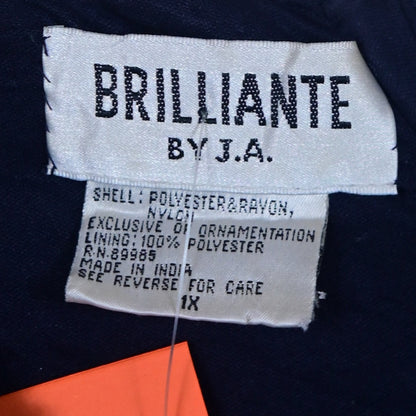 BRILLIANTE
BY J.A.
SHELL: POLYESTER&RAYON,
NYLON
EXCLUSIVE OF ORNAMENTATION
LINING: 100% POLYESTER
R.N.89985
MADE IN INDIA
SEE REVERSE FOR CARE
1X